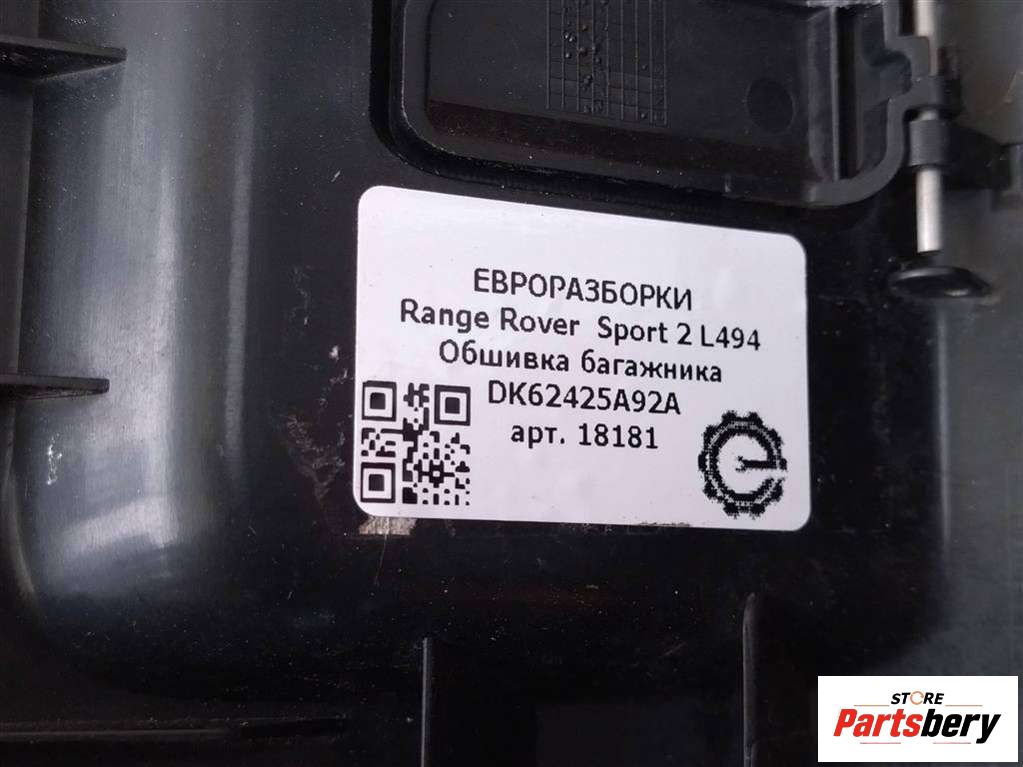 ЕВРОРАЗБОРКИ
Range Rover Sport 2 L494
Обшивка багажника
DK62425A92A
арт. 18181
STORE
Partsbery